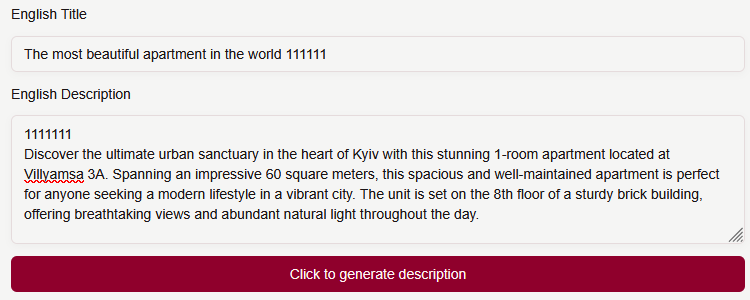 English Title
The most beautiful apartment in the world 111111
English Description
1111111
Discover the ultimate urban sanctuary in the heart of Kyiv with this stunning 1-room apartment located at
Villyamsa 3A. Spanning an impressive 60 square meters, this spacious and well-maintained apartment is perfect
for anyone seeking a modern lifestyle in a vibrant city. The unit is set on the 8th floor of a sturdy brick building,
offering breathtaking views and abundant natural light throughout the day.
Click to generate description